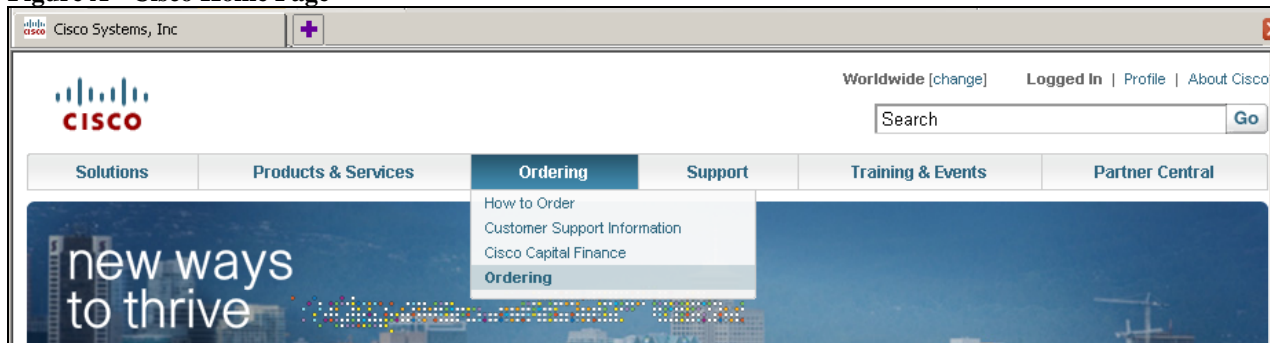 Cisco Systems, Inc
Worldwide [change] Logged In | Profile | About Cisco
CISCO
Search Go
Solutions Products & Services Ordering Support Training & Events Partner Central
How to Order
Customer Support Information
Cisco Capital Finance
Ordering
new ways
to thrive